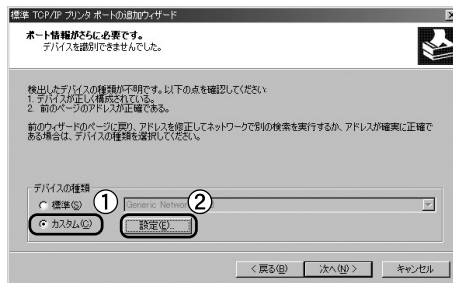 標準 TCP/IP プリンタ ポートの追加ウィザード
ポート情報がさらに必要です。
デバイスを識別できませんでした。
検出したデバイスの種類が不明です。以下の点を確認してください:
1. デバイスが正しく構成されている。
2. 前のページのアドレスが正確である。
前のウィザードのページに戻り、アドレスを修正してネットワークで別の検索を実行するか、アドレスが確実に正確で
ある場合は、デバイスの種類を選択してください。
デバイスの種類
標準(S) ① Generic Networ ②
カスタム(C) 設定(E)...
< 戻る(B) 次へ(N) > キャンセル